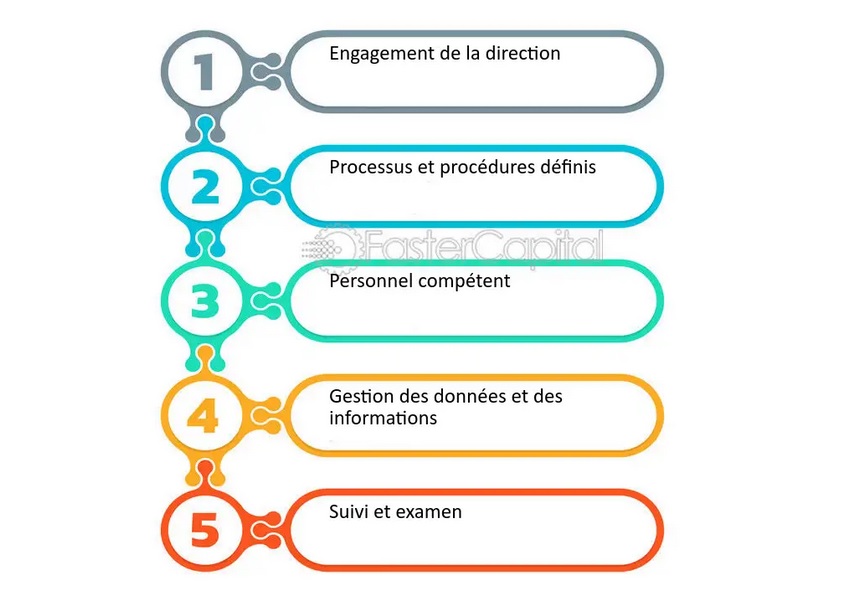 1
Engagement de la direction
2
Processus et procédures définis
FasterCapital
3
Personnel compétent
4
Gestion des données et des
informations
5
Suivi et examen